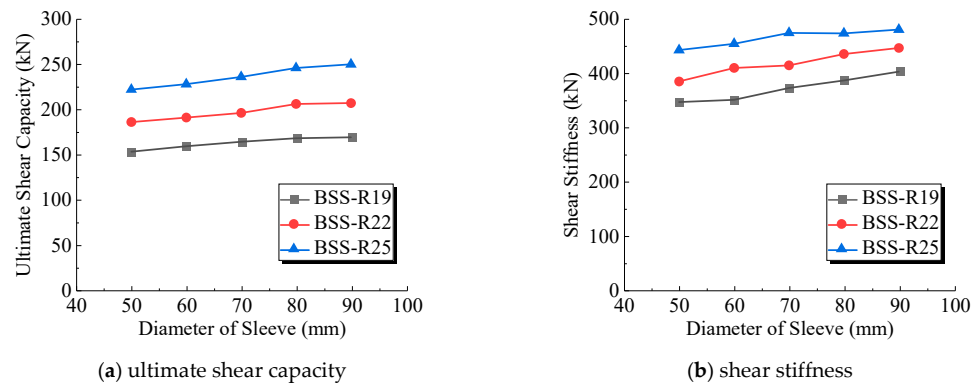 Ultimate Shear Capacity (kN)
300
250
200
150
100
50
0
BSS-R19
BSS-R22
BSS-R25
40 50 60 70 80 90 100
Diameter of Sleeve (mm)
(a) ultimate shear capacity
Shear Stiffness (kN)
500
400
300
200
100
0
BSS-R19
BSS-R22
BSS-R25
40 50 60 70 80 90 100
Diameter of Sleeve (mm)
(b) shear stiffness